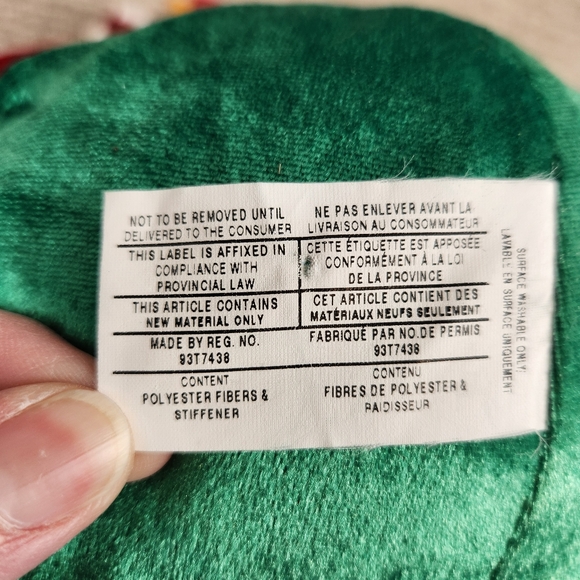 NOT TO BE REMOVED UNTIL
DELIVERED TO THE CONSUMER
THIS LABEL IS AFFIXED IN
COMPLIANCE WITH
PROVINCIAL LAW
THIS ARTICLE CONTAINS
NEW MATERIAL ONLY
MADE BY REG. NO.
93T7438
CONTENT
POLYESTER FIBERS &
STIFFENER
NE PAS ENLEVER AVANT LA
LIVRAISON AU CONSOMMATEUR
CETTE ÉTIQUETTE EST APPOSÉE
CONFORMÉMENT À LA LOI
DE LA PROVINCE
CET ARTICLE CONTIENT DES
MATÉRIAUX NEUFS SEULEMENT
FABRIQUÉ PAR NO.DE PERMIS
93T7438
CONTENU
FIBRES DE POLYESTER &
RAIDISSEUR
SURFACE WASHABLE ONLY:
LAVABLE EN SURFACE UNIQUEMENT